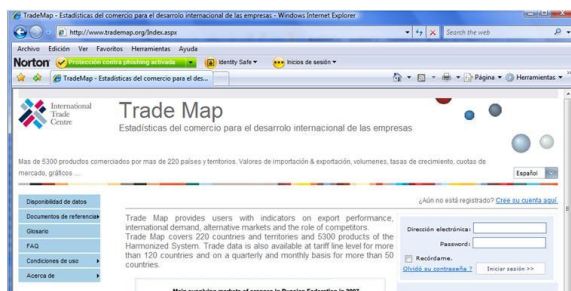 TradeMap - Estadísticas del comercio para el desarrolo internacional de las empresas - Windows Internet Explorer
http://www.trademap.org/Index.aspx
Search the web
Archivo Edición Ver Favoritos Herramientas Ayuda
Norton Protección contra phishing activada Identity Safe Inicios de sesión
TradeMap - Estadísticas del comercio para el des... Página Herramientas
International
Trade
Centre
Trade Map
Estadísticas del comercio para el desarrolo internacional de las empresas
Mas de 5300 productos comerciados por mas de 220 países y territorios. Valores de importación & exportación, volumenes, tasas de crecimiento, cuotas de
mercado, gráficos ....
Español
Disponibilidad de datos
Documentos de referencia
Glosario
FAQ
Condiciones de uso
Acerca de
Trade Map provides users with indicators on export performance,
international demand, alternative markets and the role of competitors.
Trade Map covers 220 countries and territories and 5300 products of the
Harmonized System. Trade data is also available at tariff line level for more
than 120 countries and on a quarterly and monthly basis for more than 50
countries.
¿Aún no está registrado? Cree su cuenta aquí.
Dirección electrónica:
Password:
Recórdame.
Olvidó su contraseña ? Iniciar sesión >>